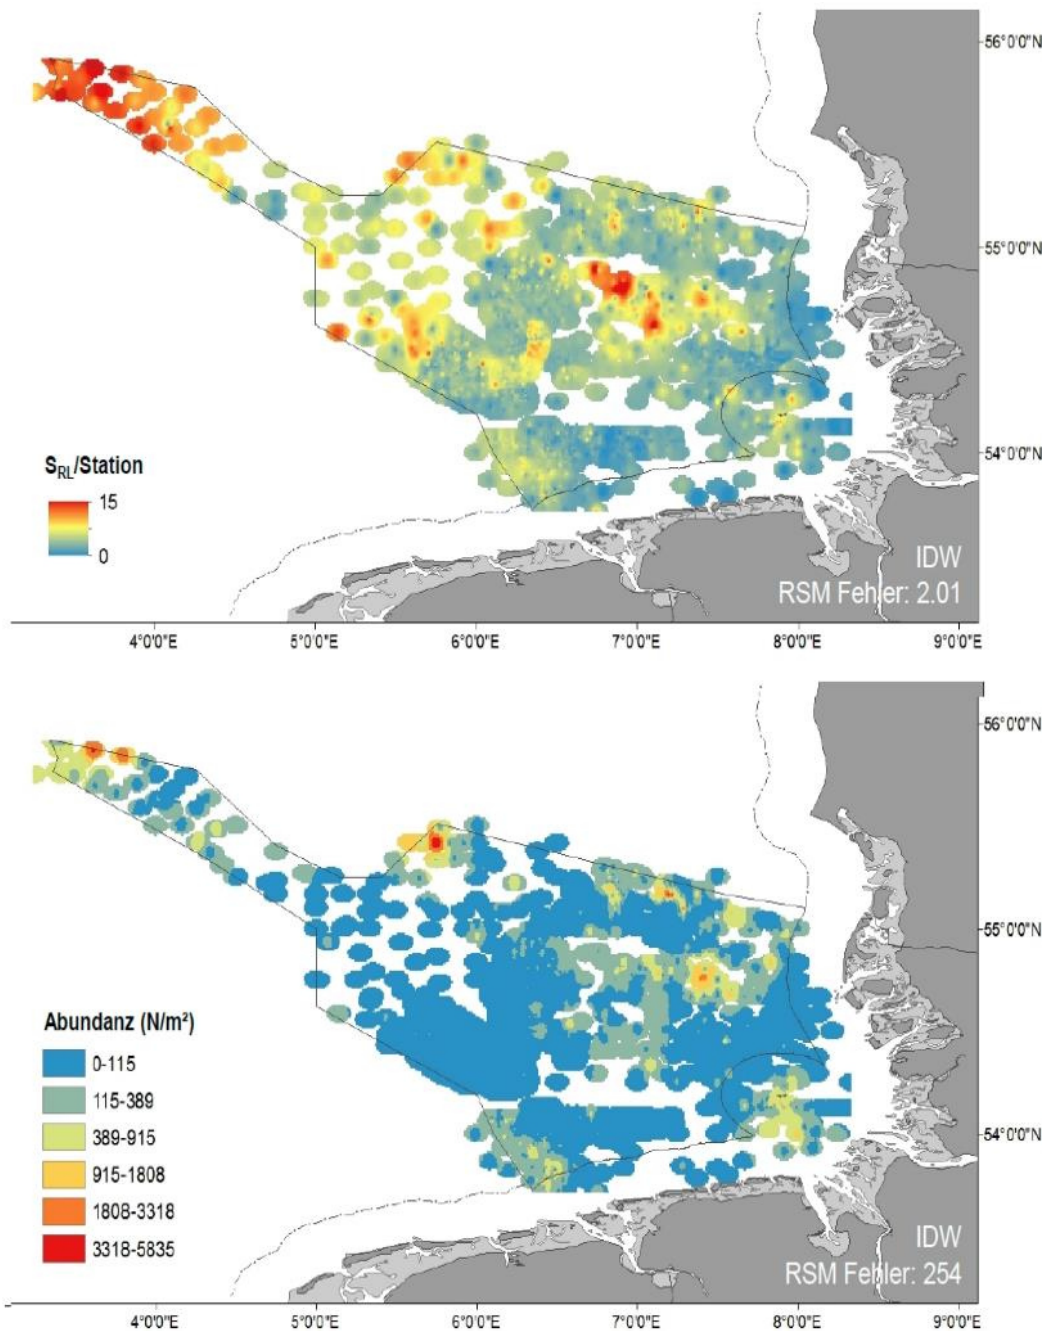 56°0'0"N
55°0'0"N
54°0'0"N
S_RL/Station
15
0
IDW
RSM Fehler: 2.01
4°0'0"E 5°0'0"E 6°0'0"E 7°0'0"E 8°0'0"E 9°0'0"E
56°0'0"N
55°0'0"N
54°0'0"N
Abundanz (N/m²)
0-115
115-389
389-915
915-1808
1808-3318
3318-5835
IDW
RSM Fehler: 254
4°0'0"E 5°0'0"E 6°0'0"E 7°0'0"E 8°0'0"E 9°0'0"E